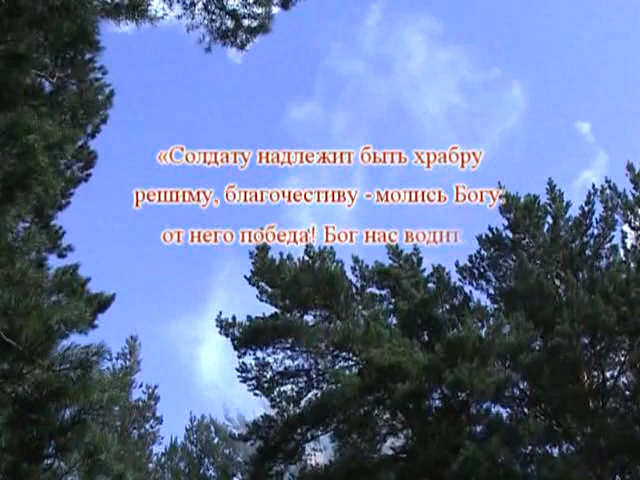 «Солдату надлежит быть храбру
решиму, благочестиву - молись Богу:
от него победа! Бог нас водит